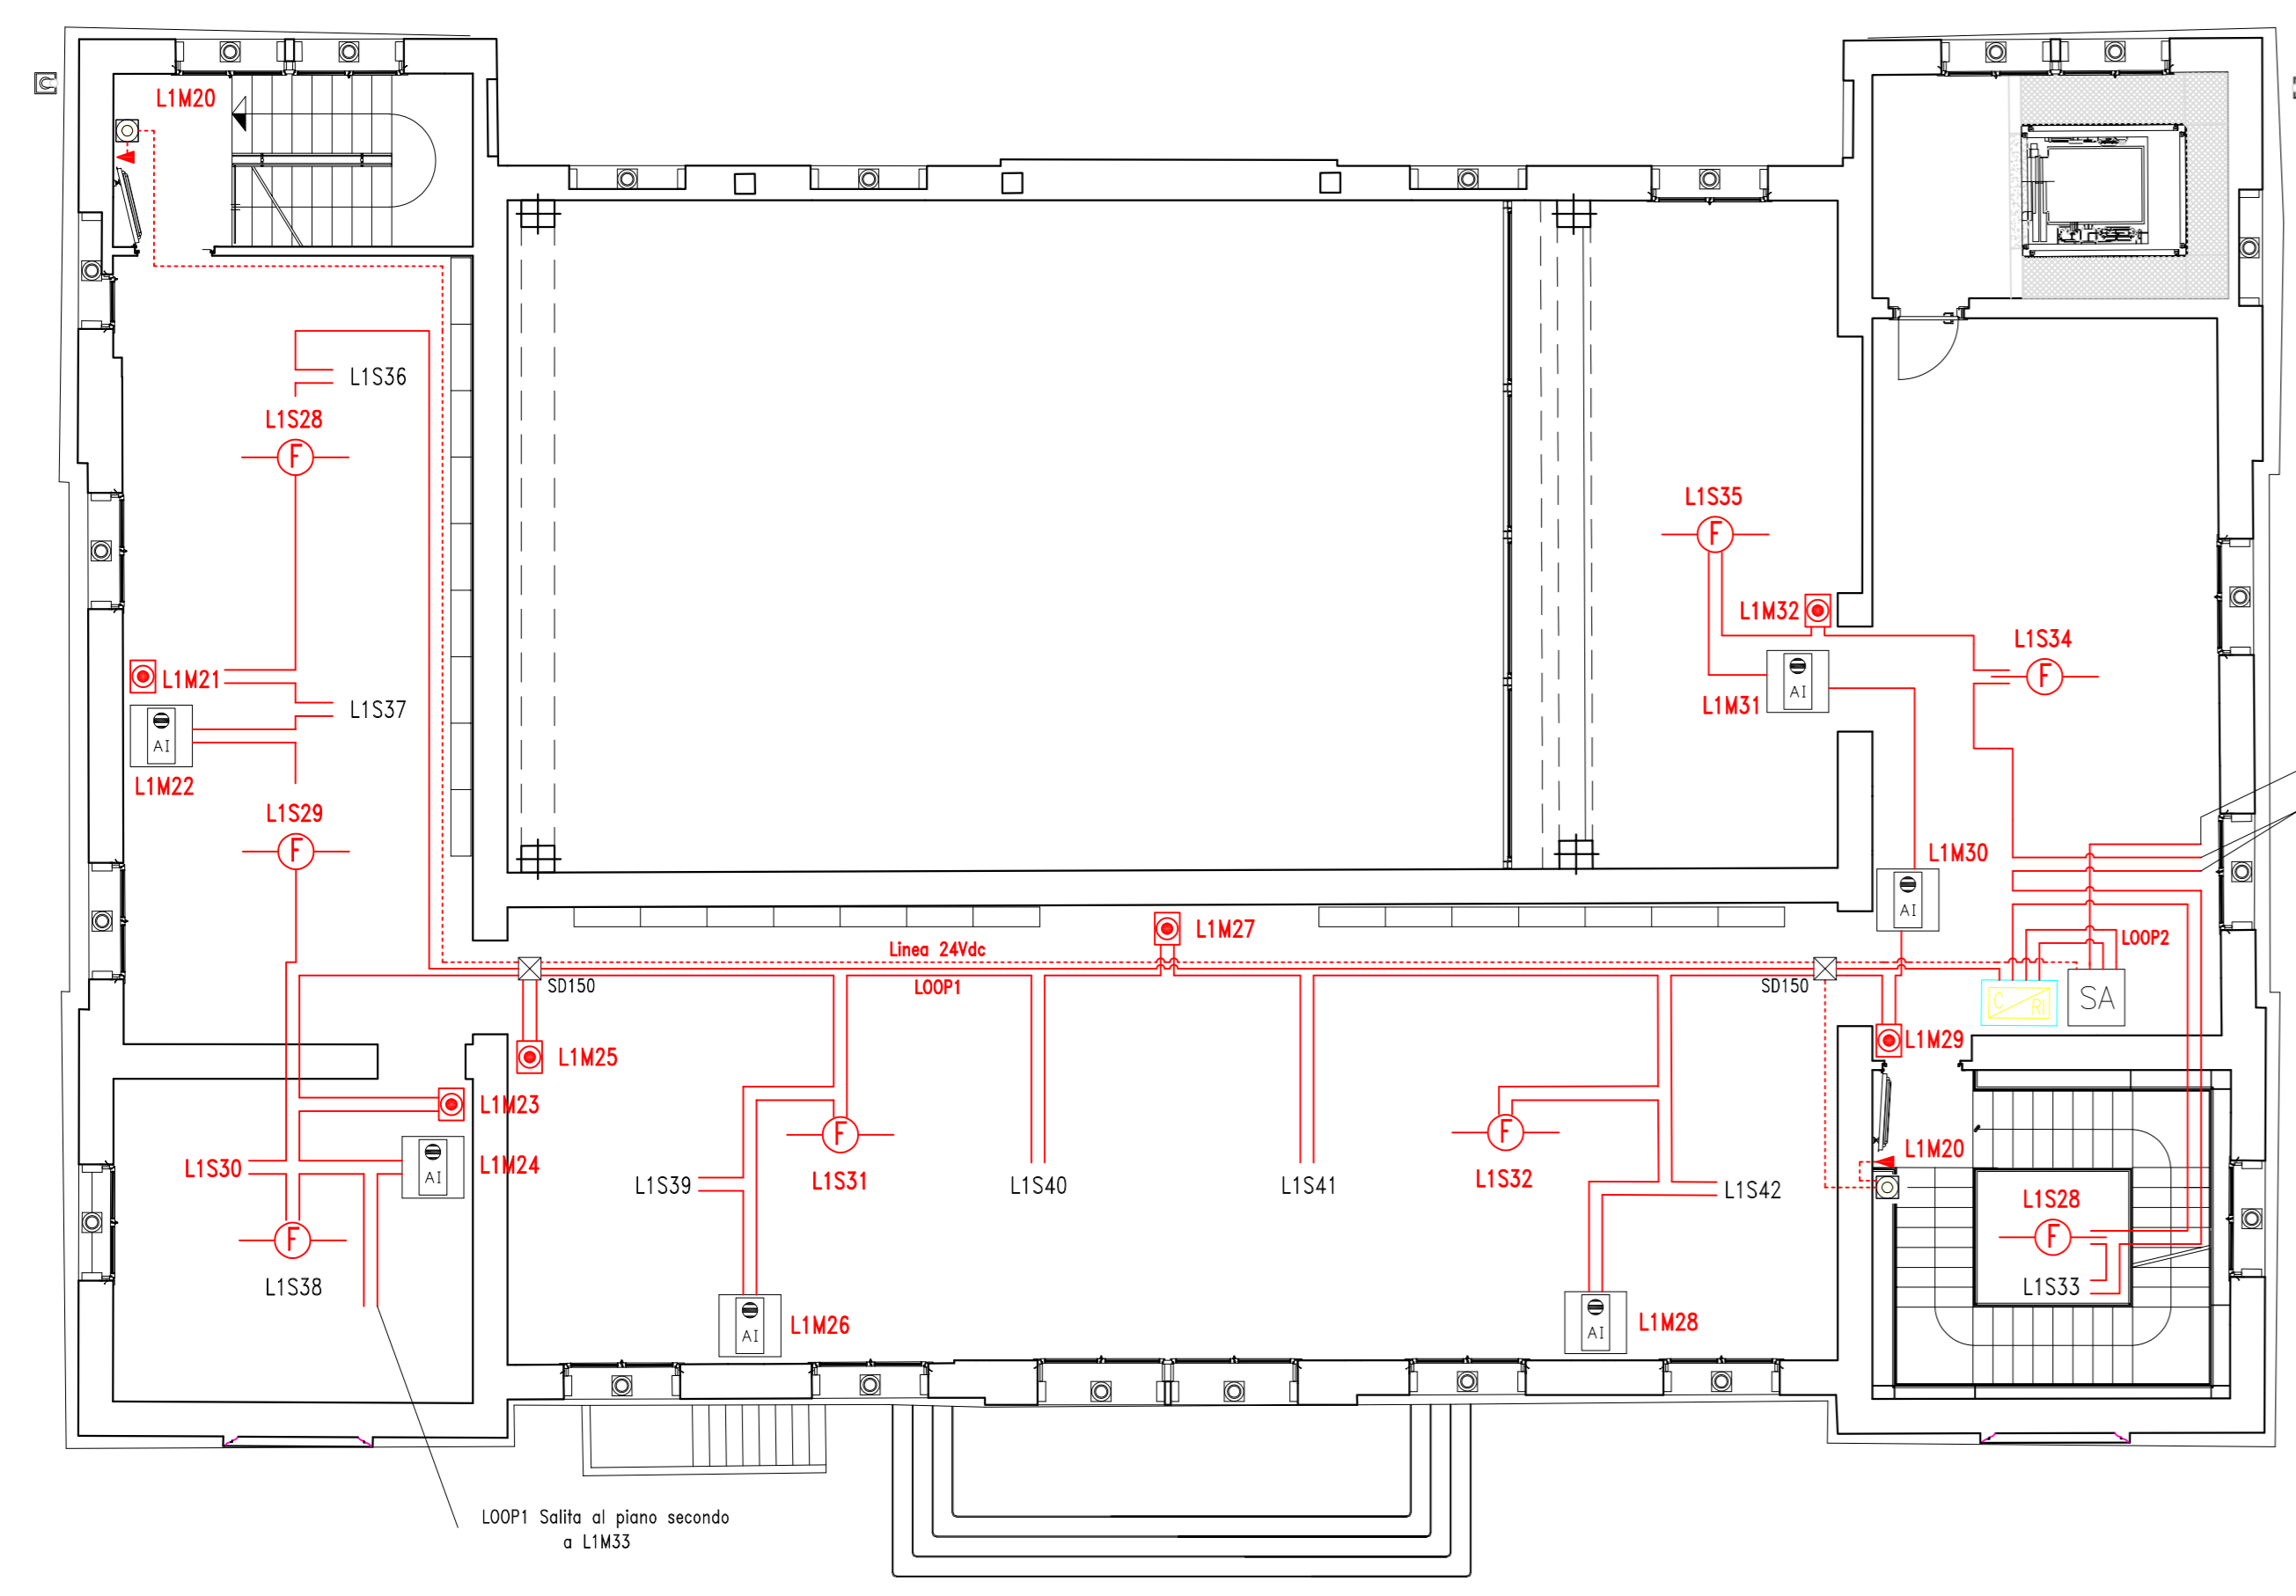 L1M20
L1S36
L1S28
F
L1S35
F
L1M32
L1S34
F
L1M21
L1S37
AI
L1M31
AI
L1M22
L1S29
F
L1M30
AI
L1M27
Linea 24Vdc
LOOP2
SD150
LOOP1
SD150
C
RI
SA
L1M29
L1M25
L1M23
F
F
L1M20
L1S30
L1M24
AI
L1S31
L1S32
L1S39
L1S40
L1S41
L1S42
L1S28
F
F
L1S38
L1S33
AI
L1M26
AI
L1M28
LOOP1 Salita al piano secondo
a L1M33